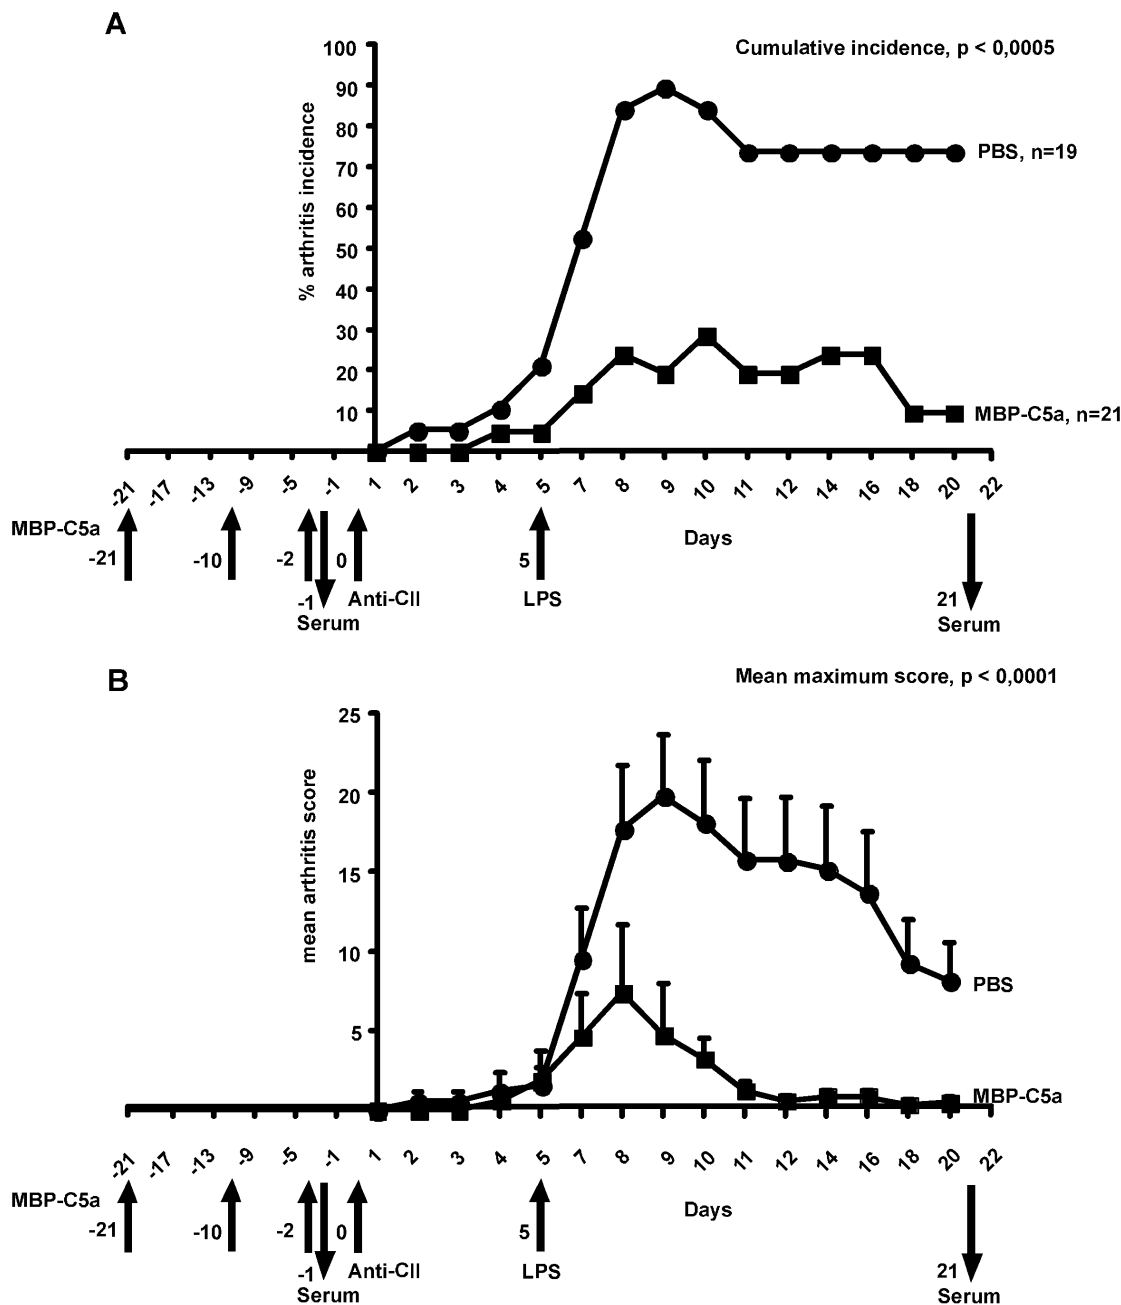 A
Cumulative incidence, p < 0,0005
% arthritis incidence
100
90
80
70
60
50
40
30
20
10
PBS, n=19
MBP-C5a, n=21
-21 -17 -13 -9 -5 -1 1 2 3 4 5 7 8 9 10 11 12 14 16 18 20 22
MBP-C5a
-21 -10 -2 0 5
Days
-1 Anti-CII LPS 21
Serum Serum
B
Mean maximum score, p < 0,0001
mean arthritis score
25
20
15
10
5
PBS
MBP-C5a
-21 -17 -13 -9 -5 -1 1 2 3 4 5 7 8 9 10 11 12 14 16 18 20 22
MBP-C5a
-21 -10 -2 0 5
Days
-1 Anti-CII LPS 21
Serum Serum